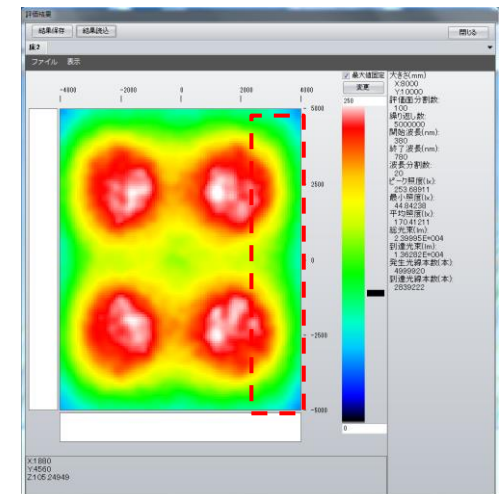 評価結果
結果保存 結果読込 閉じる
ファイル 表示
-4000 -2000 0 2000 4000
最大値固定
変更
250
5000
2500
0
-2500
-5000
0
大きさ(mm)
X:8000
Y:10000
評価面分割数:
100
繰り返し数:
5000000
開始波長(nm):
380
終了波長(nm):
780
波長分割数:
20
ピーク照度(lx):
253.68911
最小照度(lx):
44.84238
平均照度(lx):
170.41211
総光束(lm):
2.39995E+004
到達光束(lm):
1.36282E+004
発生光線本数(本):
4999920
到達光線本数(本):
2839222
X:1880
Y:4560
Z:105.24949